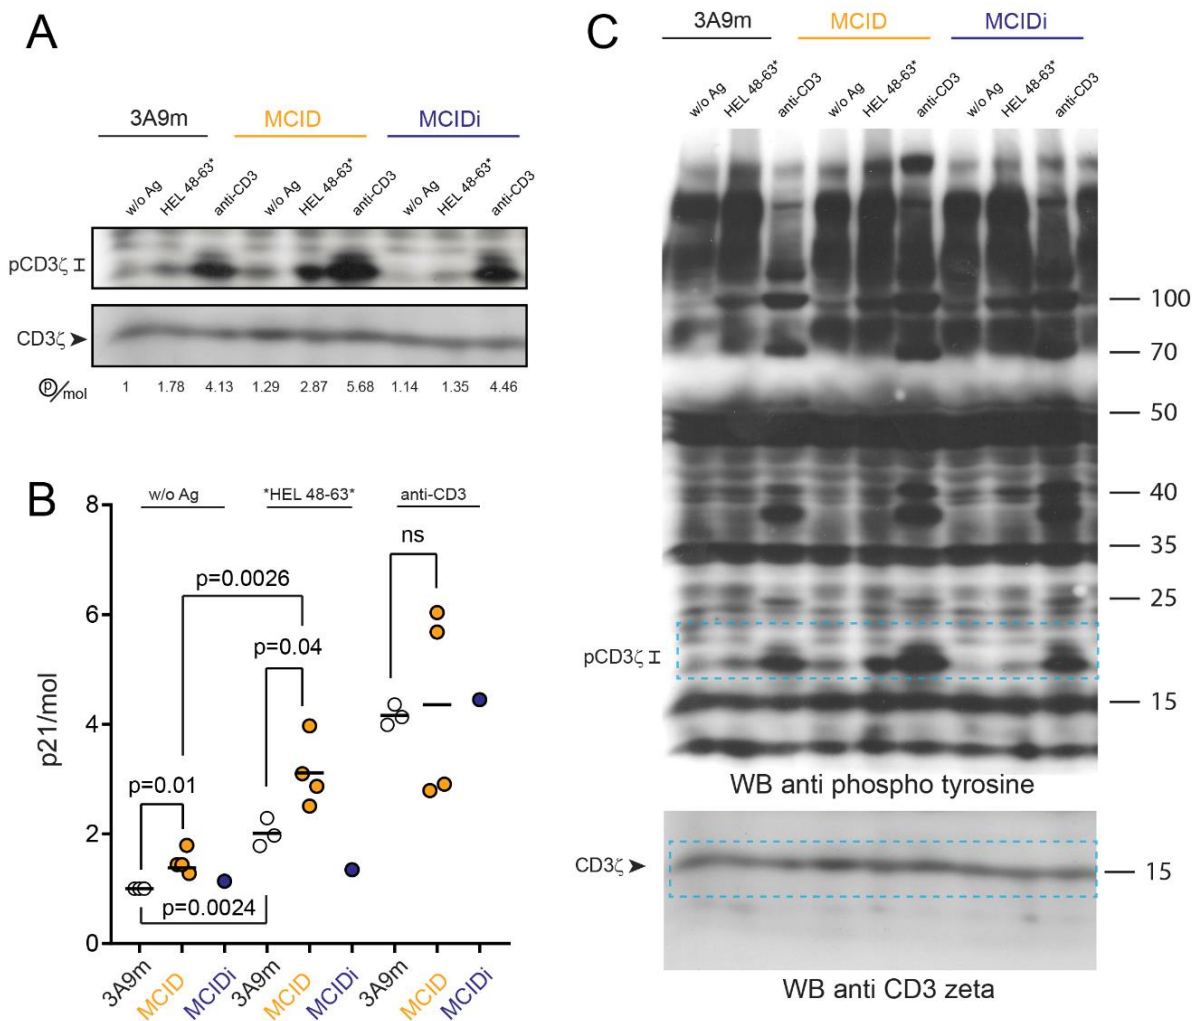 A
3A9m MCID MCIDi
w/o Ag HEL 48-63* anti-CD3 w/o Ag HEL 48-63* anti-CD3 w/o Ag HEL 48-63* anti-CD3
pCD3ζ
CD3ζ
ⓟ/mol 1 1.78 4.13 1.29 2.87 5.68 1.14 1.35 4.46
B
w/o Ag *HEL 48-63* anti-CD3
8
ns
p=0.0026
6
p=0.04
p21/mol
4
p=0.01
2
p=0.0024
0
3A9m MCID MCIDi 3A9m MCID MCIDi 3A9m MCID MCIDi
C
3A9m MCID MCIDi
w/o Ag HEL 48-63* anti-CD3 w/o Ag HEL 48-63* anti-CD3 w/o Ag HEL 48-63* anti-CD3
100
70
50
40
35
25
pCD3ζ
15
WB anti phospho tyrosine
CD3ζ
15
WB anti CD3 zeta